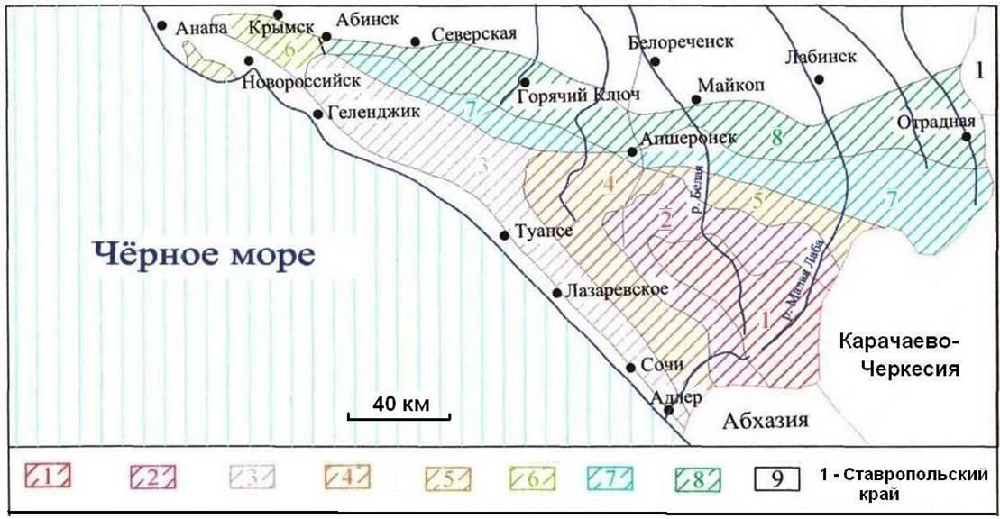 Анапа
Крымск
Абинск
Северская
6
Новороссийск
Горячий Ключ
Белореченск
Лабинск
1
Майкоп
Геленджик
7
Апшеронск
8
Отрадная
3
4
р. Белая
5
7
2
Туапсе
Чёрное море
Лазаревское
р. Малая Лаба
1
Карачаево-
Черкесия
Сочи
40 км
Адлер
Абхазия
1 2 3 4 5 6 7 8 9 1 - Ставропольский
край